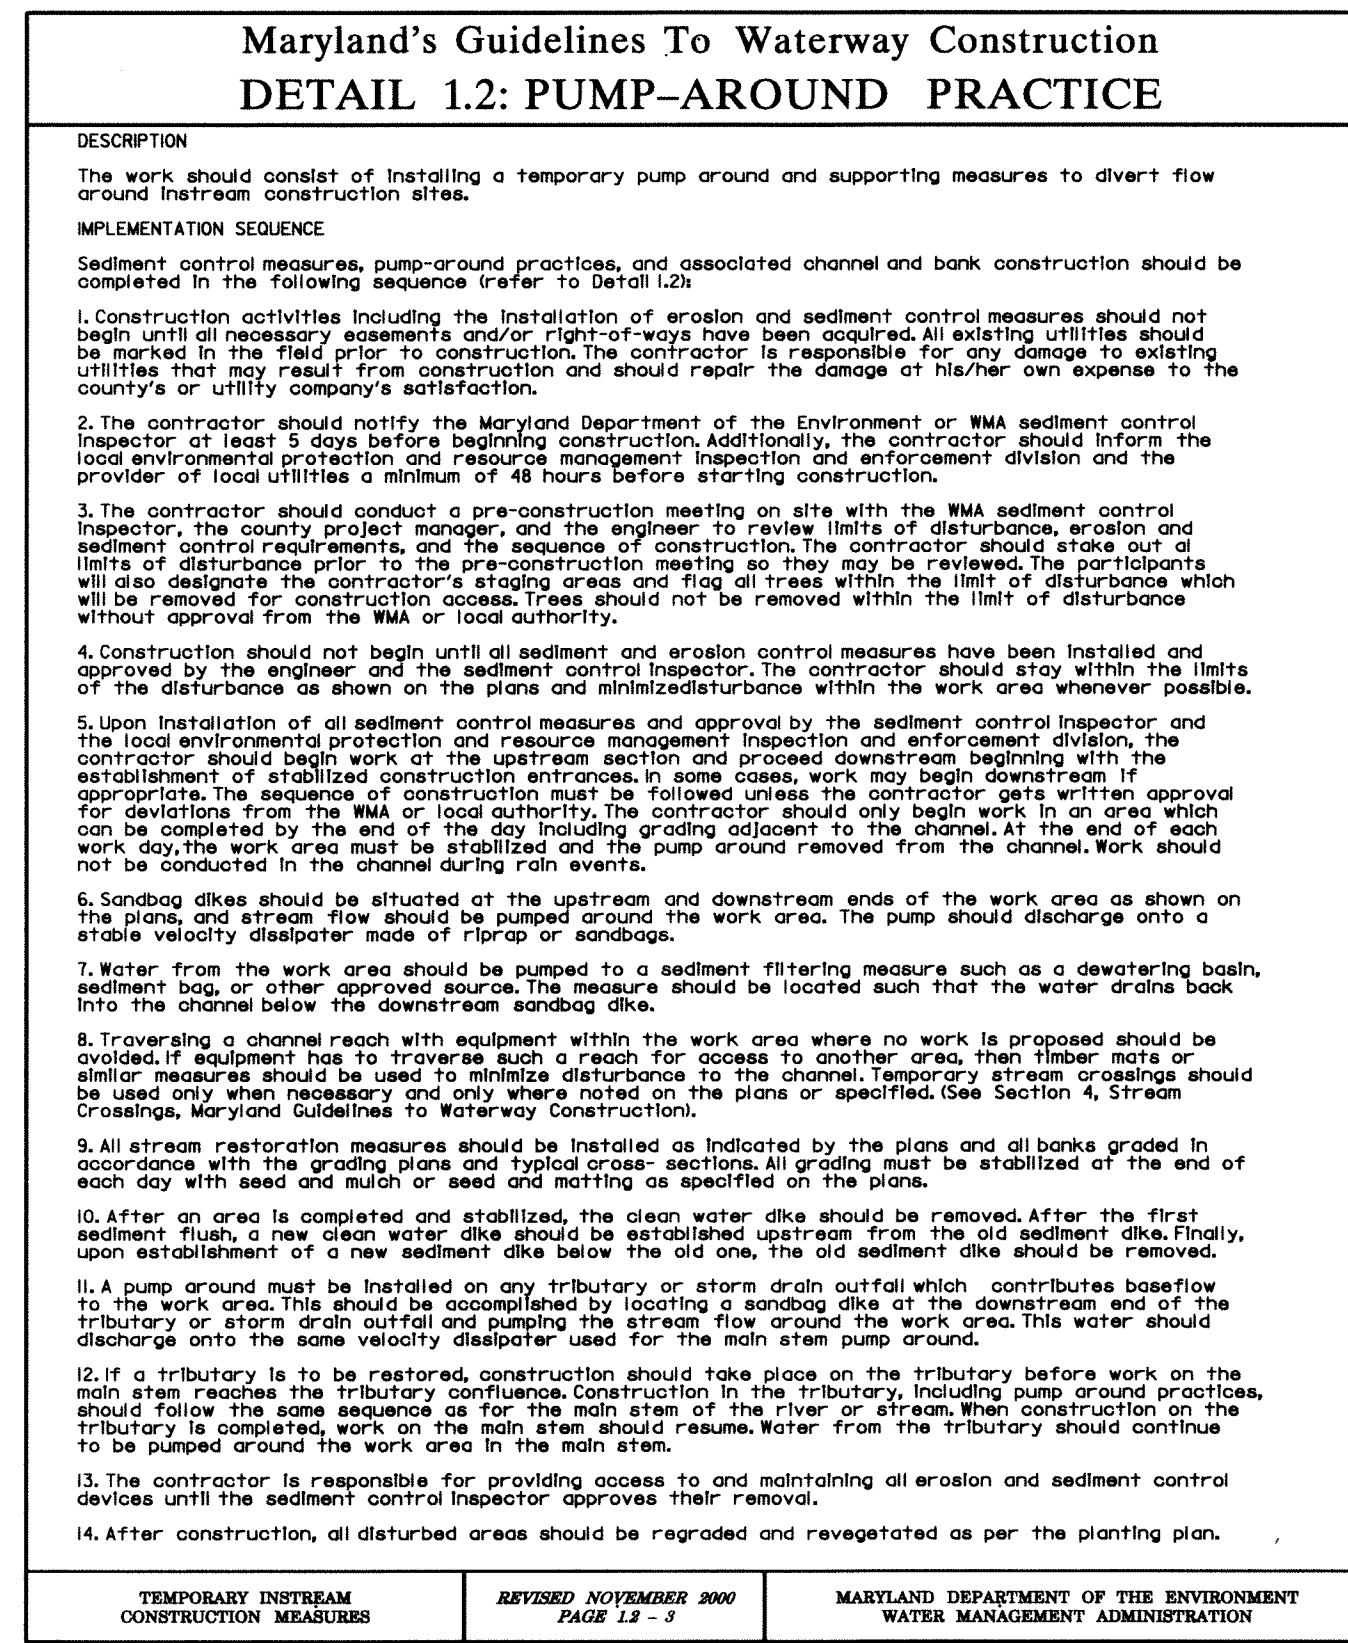 Maryland's Guidelines To Waterway Construction
DETAIL 1.2: PUMP-AROUND PRACTICE
DESCRIPTION
The work should consist of installing a temporary pump around and supporting measures to divert flow
around instream construction sites.
IMPLEMENTATION SEQUENCE
Sediment control measures, pump-around practices, and associated channel and bank construction should be
completed in the following sequence (refer to Detail 1.2):
1. Construction activities including the installation of erosion and sediment control measures should not
begin until all necessary easements and/or right-of-ways have been acquired. All existing utilities should
be marked in the field prior to construction. The contractor is responsible for any damage to existing
utilities that may result from construction and should repair the damage at his/her own expense to the
county's or utility company's satisfaction.
2. The contractor should notify the Maryland Department of the Environment or WMA sediment control
inspector at least 5 days before beginning construction. Additionally, the contractor should inform the
local environmental protection and resource management inspection and enforcement division and the
provider of local utilities a minimum of 48 hours before starting construction.
3. The contractor should conduct a pre-construction meeting on site with the WMA sediment control
inspector, the county project manager, and the engineer to review limits of disturbance, erosion and
sediment control requirements, and the sequence of construction. The contractor should stake out al
limits of disturbance prior to the pre-construction meeting so they may be reviewed. The participants
will also designate the contractor's staging areas and flag all trees within the limit of disturbance which
will be removed for construction access. Trees should not be removed within the limit of disturbance
without approval from the WMA or local authority.
4. Construction should not begin until all sediment and erosion control measures have been installed and
approved by the engineer and the sediment control inspector. The contractor should stay within the limits
of the disturbance as shown on the plans and minimizedisturbance within the work area whenever possible.
5. Upon installation of all sediment control measures and approval by the sediment control inspector and
the local environmental protection and resource management inspection and enforcement division, the
contractor should begin work at the upstream section and proceed downstream beginning with the
establishment of stabilized construction entrances. In some cases, work may begin downstream if
appropriate. The sequence of construction must be followed unless the contractor gets written approval
for deviations from the WMA or local authority. The contractor should only begin work in an area which
can be completed by the end of the day including grading adjacent to the channel. At the end of each
work day,the work area must be stabilized and the pump around removed from the channel. Work should
not be conducted in the channel during rain events.
6. Sandbag dikes should be situated at the upstream and downstream ends of the work area as shown on
the plans, and stream flow should be pumped around the work area. The pump should discharge onto a
stable velocity dissipater made of riprap or sandbags.
7. Water from the work area should be pumped to a sediment filtering measure such as a dewatering basin,
sediment bag, or other approved source. The measure should be located such that the water drains back
into the channel below the downstream sandbag dike.
8. Traversing a channel reach with equipment within the work area where no work is proposed should be
avoided. If equipment has to traverse such a reach for access to another area, then timber mats or
similar measures should be used to minimize disturbance to the channel. Temporary stream crossings should
be used only when necessary and only where noted on the plans or specified. (See Section 4, Stream
Crossings, Maryland Guidelines to Waterway Construction).
9. All stream restoration measures should be installed as indicated by the plans and all banks graded in
accordance with the grading plans and typical cross- sections. All grading must be stabilized at the end of
each day with seed and mulch or seed and matting as specified on the plans.
10. After an area is completed and stabilized, the clean water dike should be removed. After the first
sediment flush, a new clean water dike should be established upstream from the old sediment dike. Finally,
upon establishment of a new sediment dike below the old one, the old sediment dike should be removed.
11. A pump around must be installed on any tributary or storm drain outfall which contributes baseflow
to the work area. This should be accomplished by locating a sandbag dike at the downstream end of the
tributary or storm drain outfall and pumping the stream flow around the work area. This water should
discharge onto the same velocity dissipater used for the main stem pump around.
12. If a tributary is to be restored, construction should take place on the tributary before work on the
main stem reaches the tributary confluence. Construction in the tributary, including pump around practices,
should follow the same sequence as for the main stem of the river or stream. When construction on the
tributary is completed, work on the main stem should resume. Water from the tributary should continue
to be pumped around the work area in the main stem.
13. The contractor is responsible for providing access to and maintaining all erosion and sediment control
devices until the sediment control inspector approves their removal.
14. After construction, all disturbed areas should be regraded and revegetated as per the planting plan.
TEMPORARY INSTREAM
CONSTRUCTION MEASURES
REVISED NOVEMBER 2000
PAGE 1.2 - 3
MARYLAND DEPARTMENT OF THE ENVIRONMENT
WATER MANAGEMENT ADMINISTRATION